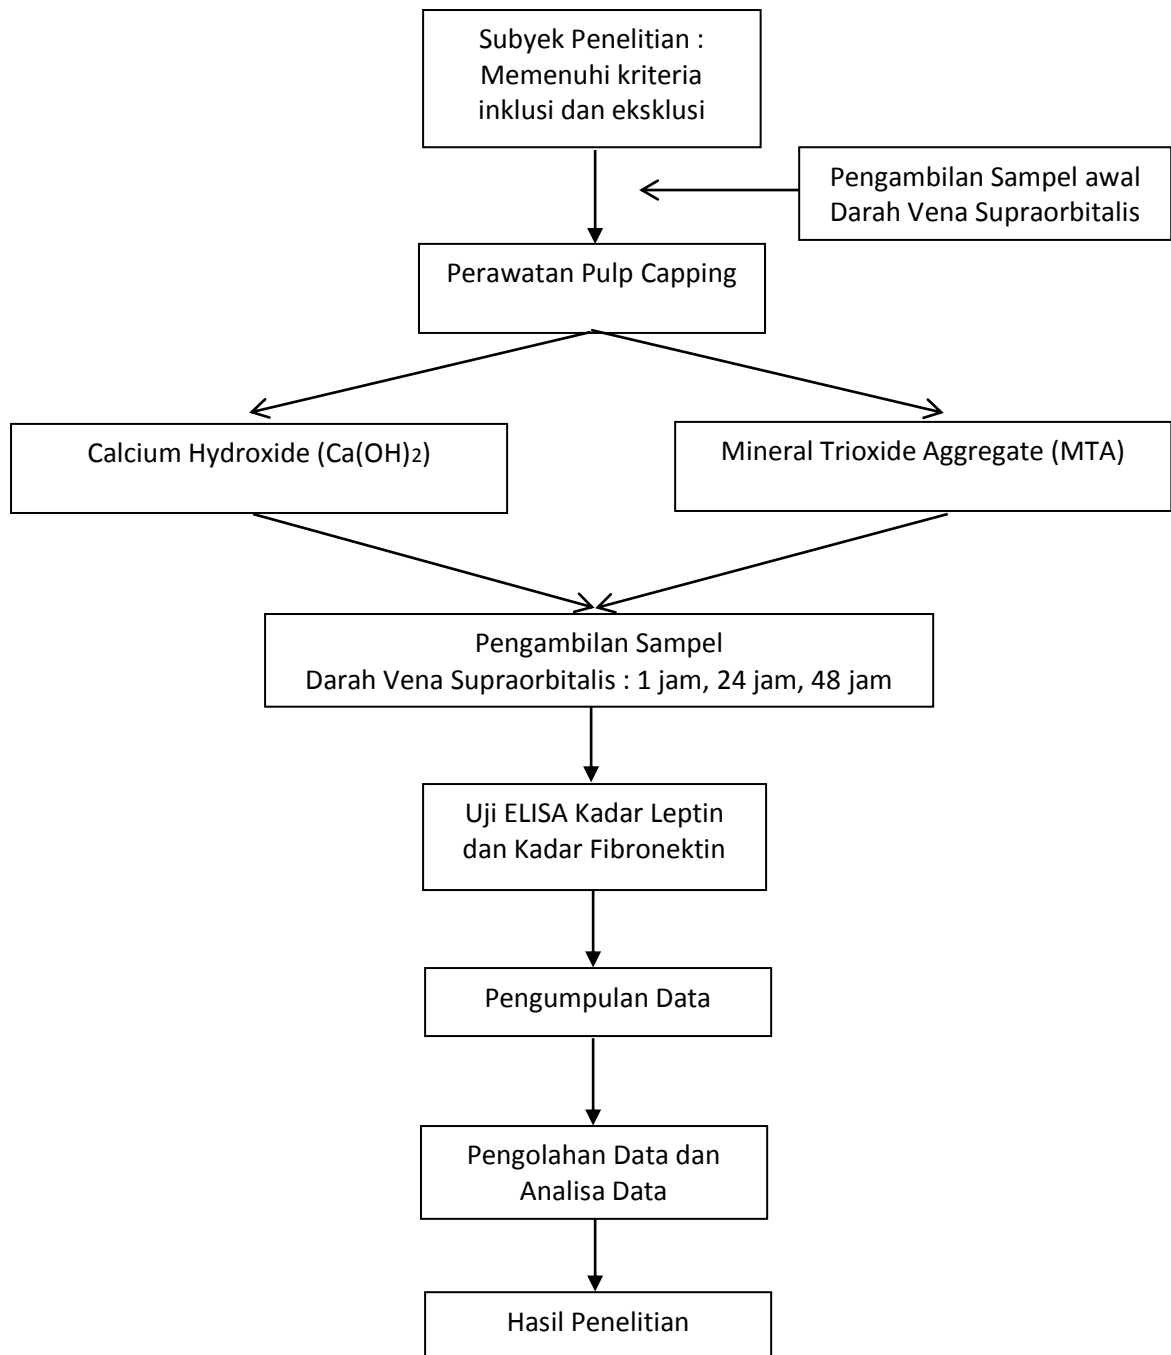 Subyek Penelitian :
Memenuhi kriteria
inklusi dan eksklusi
Pengambilan Sampel awal
Darah Vena Supraorbitalis
Perawatan Pulp Capping
Calcium Hydroxide (Ca(OH)2)
Mineral Trioxide Aggregate (MTA)
Pengambilan Sampel
Darah Vena Supraorbitalis : 1 jam, 24 jam, 48 jam
Uji ELISA Kadar Leptin
dan Kadar Fibronektin
Pengumpulan Data
Pengolahan Data dan
Analisa Data
Hasil Penelitian